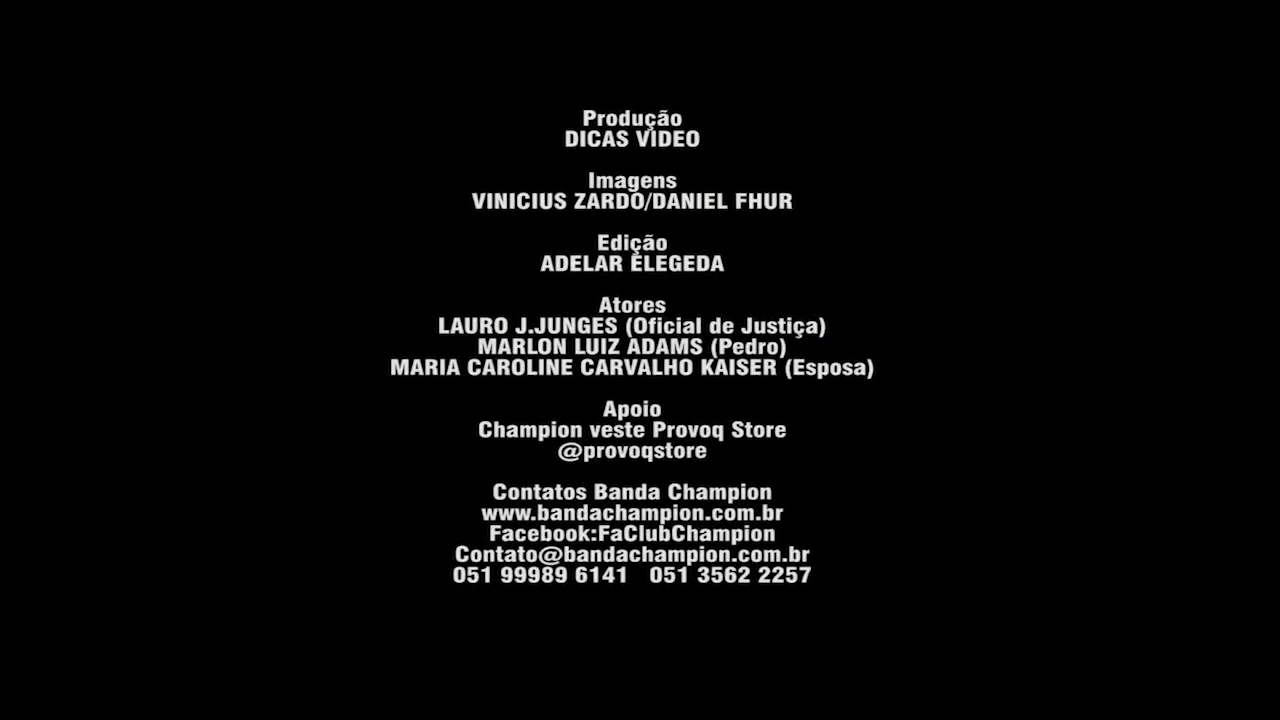 Produção
DICAS VIDEO
Imagens
VINICIUS ZARDO/DANIEL FHUR
Edição
ADELAR ELEGEDA
Atores
LAURO J.JUNGES (Oficial de Justiça)
MARLON LUIZ ADAMS (Pedro)
MARIA CAROLINE CARVALHO KAISER (Esposa)
Apoio
Champion veste Provoq Store
@provoqstore
Contatos Banda Champion
www.bandachampion.com.br
Facebook:FaClubChampion
Contato@bandachampion.com.br
051 99989 6141 051 3562 2257